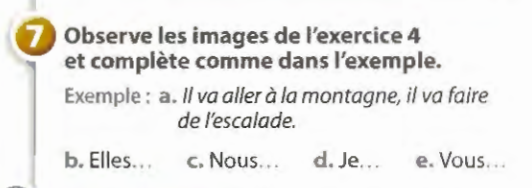 7 Observe les images de l'exercice 4
et complète comme dans l'exemple.
Exemple : a. Il va aller à la montagne, il va faire
de l'escalade.
b. Elles... c. Nous... d. Je... e. Vous...